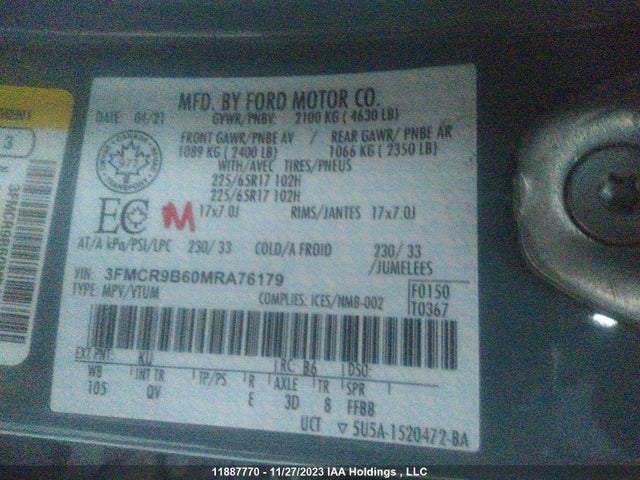 MFD. BY FORD MOTOR CO.
DATE: 04/21 GVWR/PNBV: 2100 KG ( 4630 LB)
FRONT GAWR/PNBE AV / REAR GAWR/ PNBE AR
1089 KG ( 2400 LB) 1066 KG ( 2350 LB)
WITH/AVEC TIRES/PNEUS
225/65R17 102H
225/65R17 102H
EC M 17x7.0J RIMS/JANTES 17x7.0J
AT/A kPa/PSI/LPC 230/ 33 COLD/A FROID 230/ 33
/JUMELEES
VIN: 3FMCR9B60MRA76179
TYPE: MPV/VTUM COMPLIES: ICES/NMB-002 F0150
T0367
EXT PNT: KU RC: B6 DSO:
WB INT TR TP/PS R AXLE TR SPR
105 QV E 3D 8 FFBB
UCT ▽ 5U5A-1520472-BA
3
11887770 - 11/27/2023 IAA Holdings , LLC